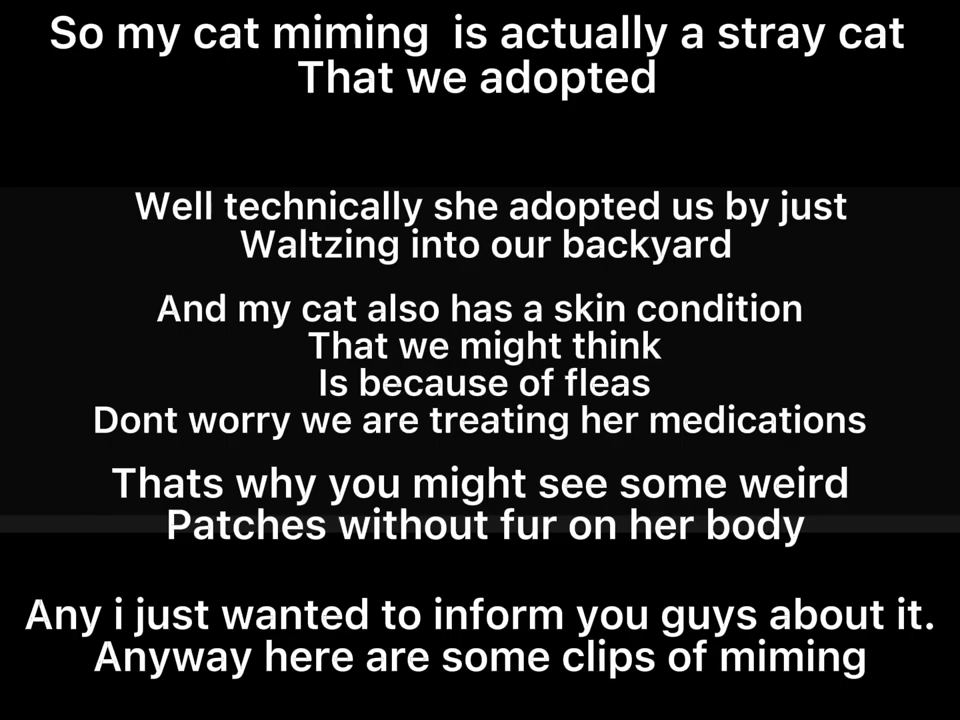 So my cat miming  is actually a stray cat
That we adopted
Well technically she adopted us by just
Waltzing into our backyard
And my cat also has a skin condition
That we might think
Is because of fleas
Dont worry we are treating her medications
Thats why you might see some weird
Patches without fur on her body
Any i just wanted to inform you guys about it.
Anyway here are some clips of miming